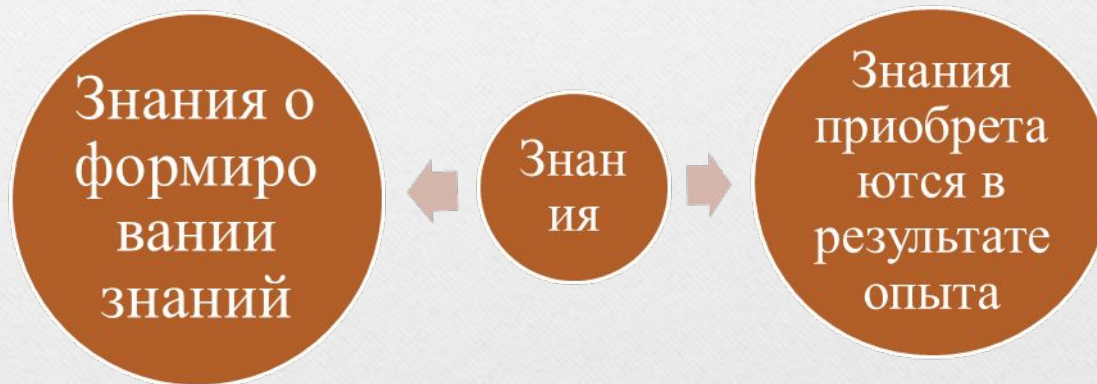 Знания о
формиро
вании
знаний
Знан
ия
Знания
приобрета
ются в
результате
опыта